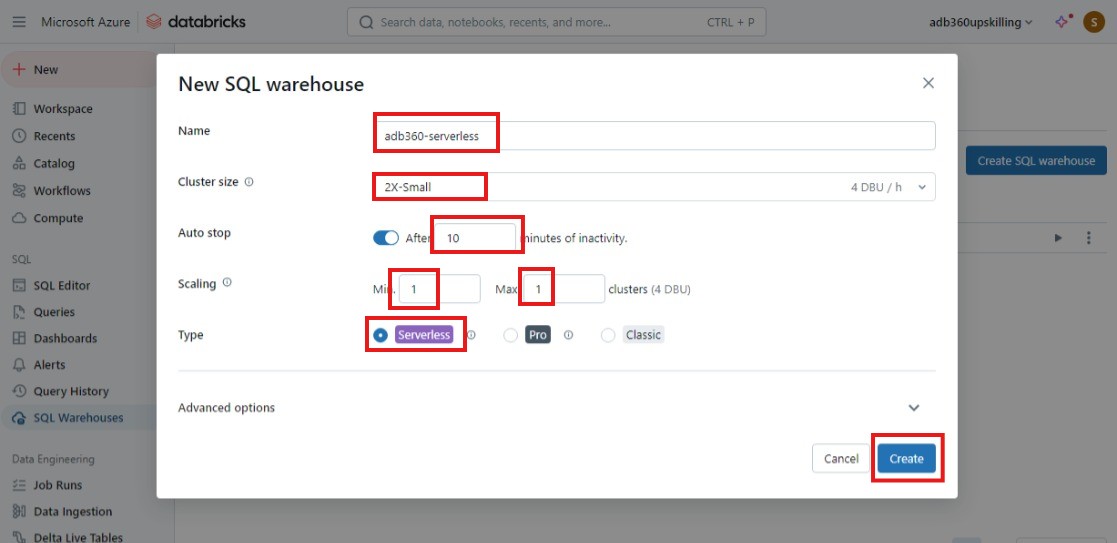 Microsoft Azure databricks Search data, notebooks, recents, and more... CTRL + P adb360upskilling S
New
Workspace
Recents
Catalog
Workflows
Compute
SQL
SQL Editor
Queries
Dashboards
Alerts
Query History
SQL Warehouses
Data Engineering
Job Runs
Data Ingestion
Delta Live Tables
Create SQL warehouse
New SQL warehouse
Name adb360-serverless
Cluster size 2X-Small 4 DBU / h
Auto stop After 10 minutes of inactivity.
Scaling Min. 1 Max 1 clusters (4 DBU)
Type Serverless Pro Classic
Advanced options
Cancel Create